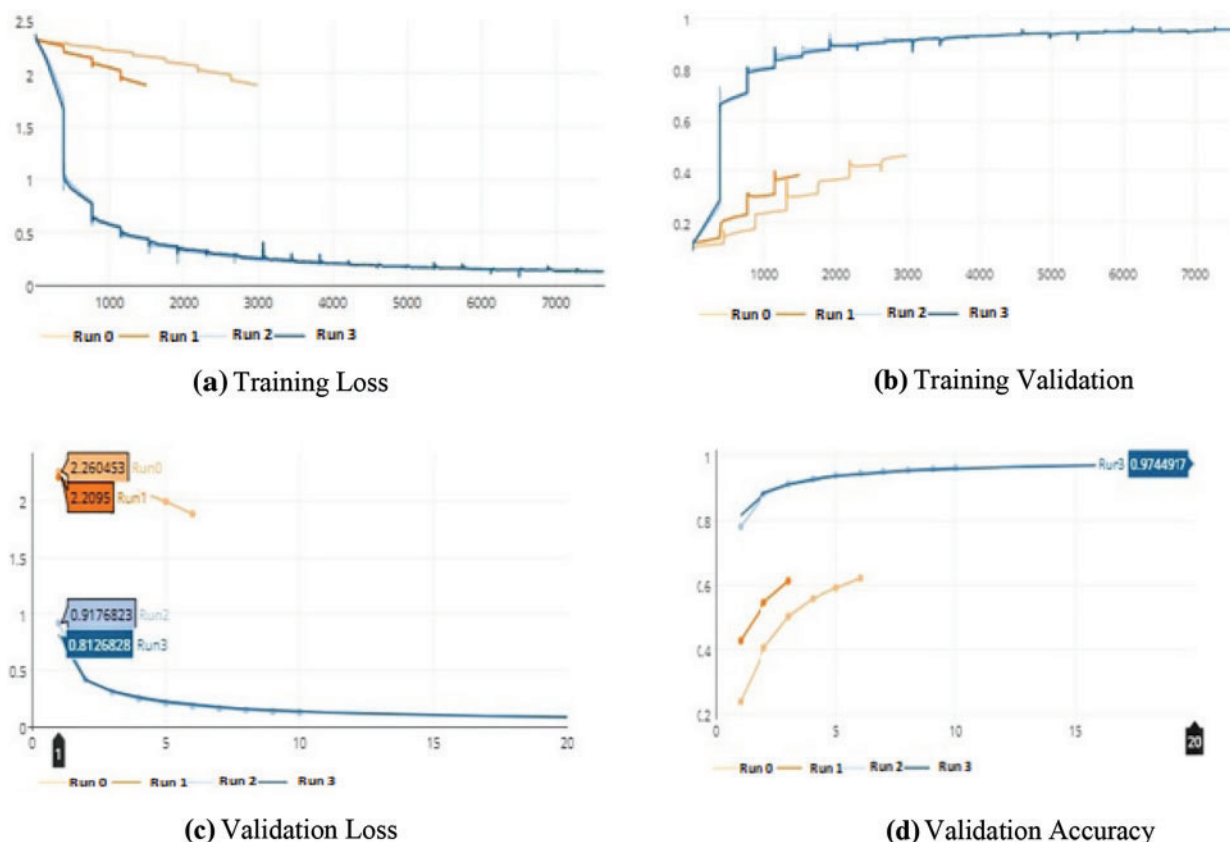 2.5
2
1.5
1
0.5
0
1000 2000 3000 4000 5000 6000 7000
Run 0 Run 1 Run 2 Run 3
(a) Training Loss
1
0.8
0.6
0.4
0.2
1000 2000 3000 4000 5000 6000 7000
Run 0 Run 1 Run 2 Run 3
(b) Training Validation
2
1.5
1
0.5
0
2.260453 Run0
2.2095 Run1
0.9176823 Run2
0.8126828 Run3
0 5 10 15 20
1
Run 0 Run 1 Run 2 Run 3
(c) Validation Loss
1
0.8
0.6
0.4
0.2
Run3 0.9744917
0 5 10 15
20
Run 0 Run 1 Run 2 Run 3
(d) Validation Accuracy